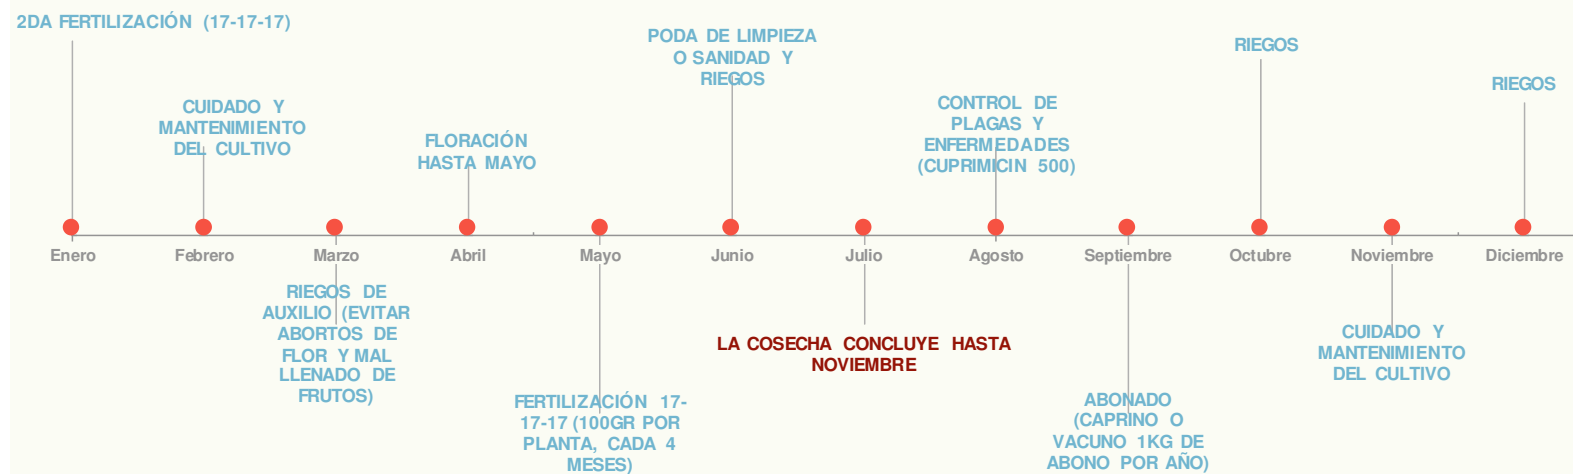 2DA FERTILIZACIÓN (17-17-17)
CUIDADO Y
MANTENIMIENTO
DEL CULTIVO
FLORACIÓN
HASTA MAYO
PODA DE LIMPIEZA
O SANIDAD Y
RIEGOS
CONTROL DE
PLAGAS Y
ENFERMEDADES
(CUPRIMICIN 500)
RIEGOS
RIEGOS
Enero Febrero Marzo Abril Mayo Junio Julio Agosto Septiembre Octubre Noviembre Diciembre
RIEGOS DE
AUXILIO (EVITAR
ABORTOS DE
FLOR Y MAL
LLENADO DE
FRUTOS)
FERTILIZACIÓN 17-
17-17 (100GR POR
PLANTA, CADA 4
MESES)
LA COSECHA CONCLUYE HASTA
NOVIEMBRE
ABONADO
(CAPRINO O
VACUNO 1KG DE
ABONO POR AÑO)
CUIDADO Y
MANTENIMIENTO
DEL CULTIVO